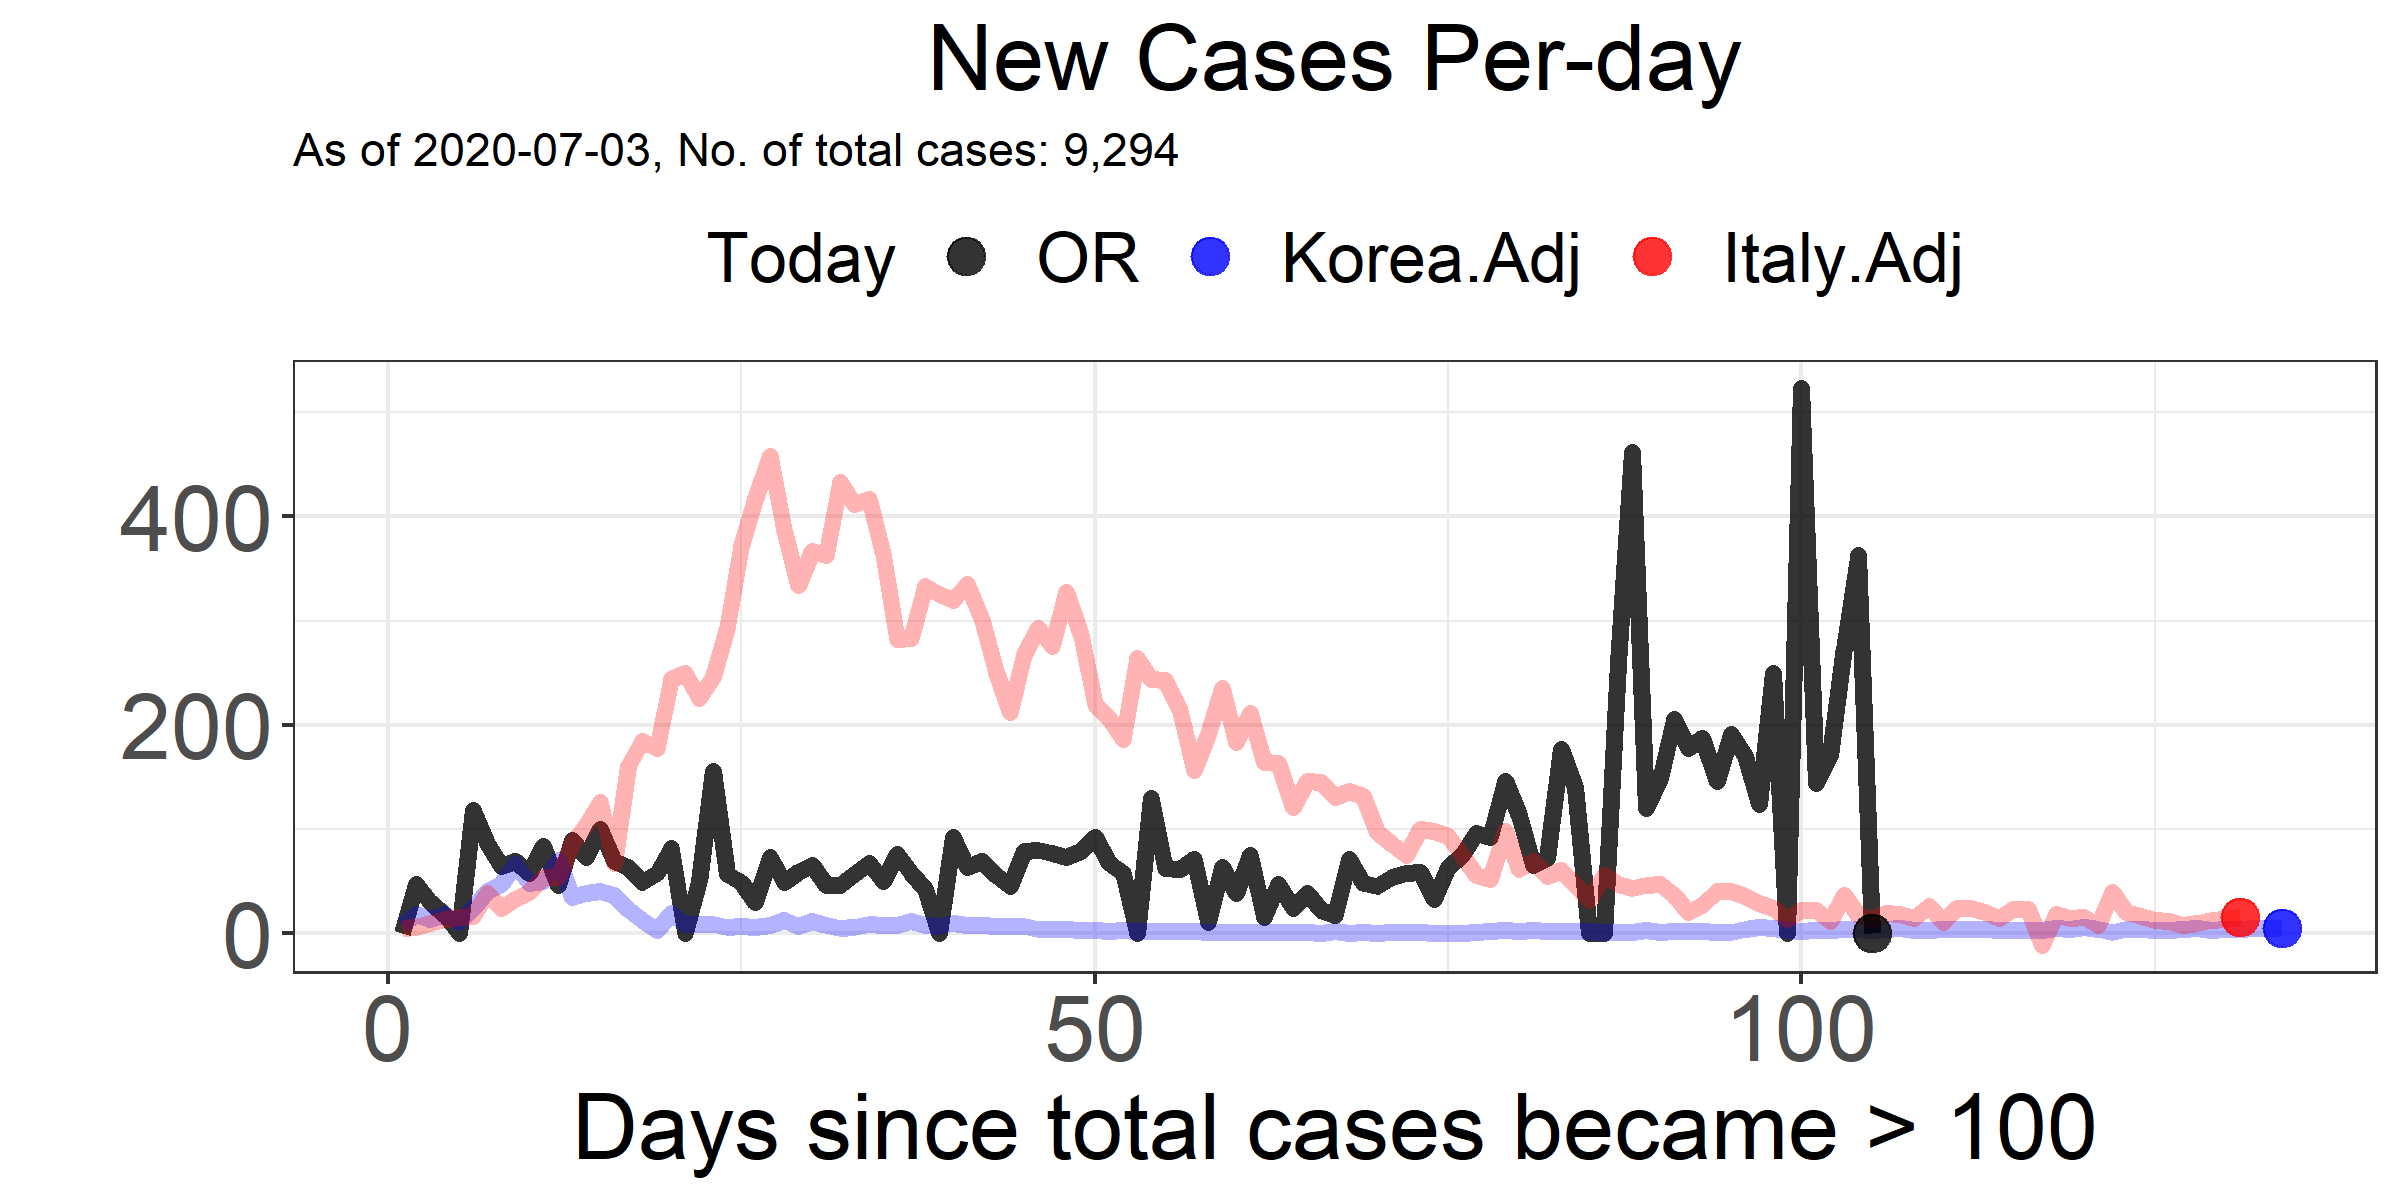 New Cases Per-day
As of 2020-07-03, No. of total cases: 9,294
Today OR Korea.Adj Italy.Adj
400
200
0
0 50 100
Days since total cases became > 100